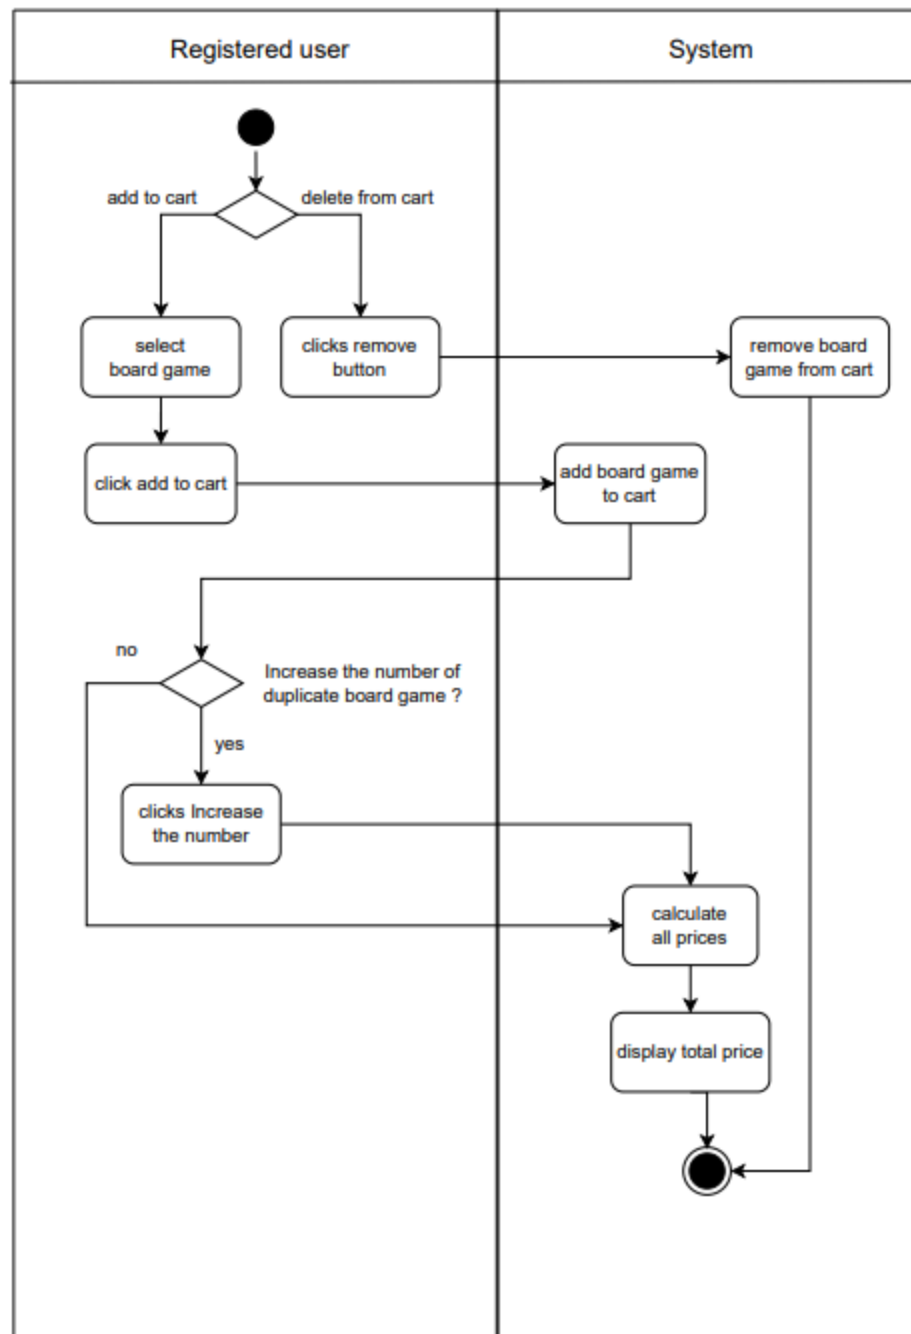 Registered user
System
add to cart
delete from cart
select
board game
clicks remove
button
remove board
game from cart
click add to cart
add board game
to cart
no
Increase the number of
duplicate board game ?
yes
clicks Increase
the number
calculate
all prices
display total price